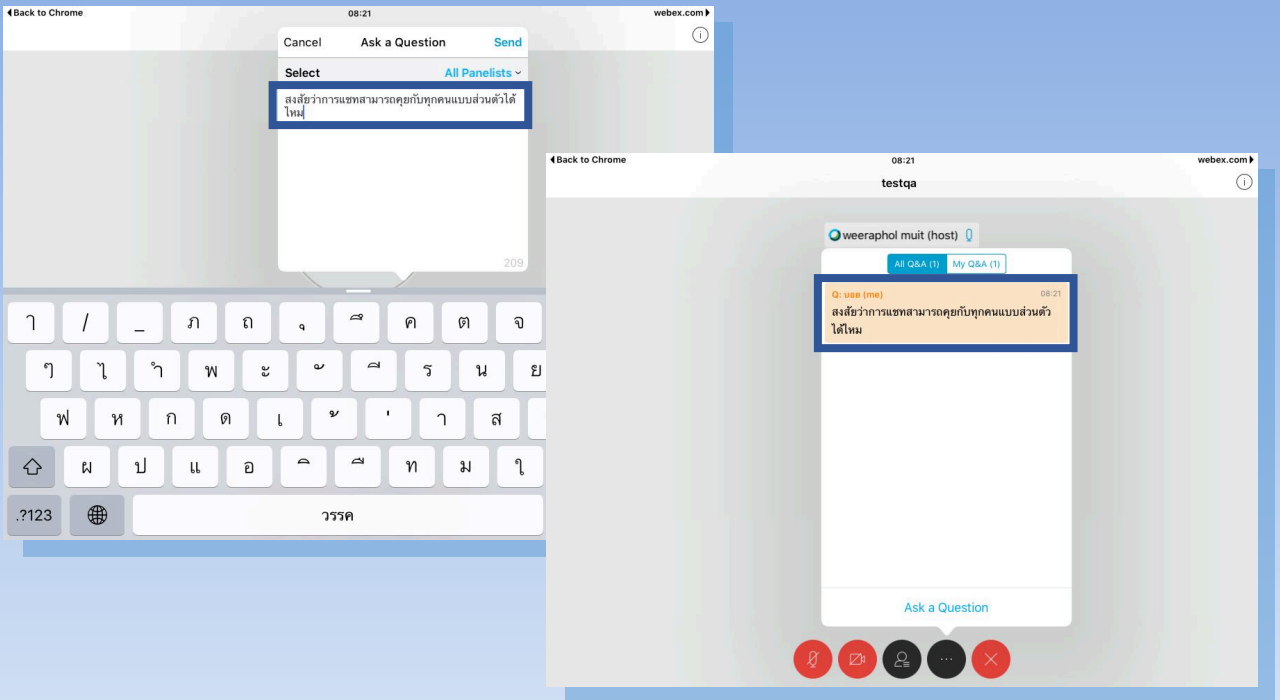 Back to Chrome 08:21 webex.com
Cancel Ask a Question Send
Select All Panelists
สงสัยว่าการแชทสามารถคุยกับทุกคนแบบส่วนตัวได้
ไหม
209
ๅ / _ ภ ถ ุ ึ ค ต จ
ๆ ไ ำ พ ะ ั ี ร น ย
ฟ ห ก ด เ ้ ่ า ส
ผ ป แ อ ิ ื ท ม ใ
.?123 วรรค
Back to Chrome 08:21 webex.com
testqa
weeraphol muit (host)
All Q&A (1) My Q&A (1)
Q: บอย (me) 08:21
สงสัยว่าการแชทสามารถคุยกับทุกคนแบบส่วนตัว
ได้ไหม
Ask a Question